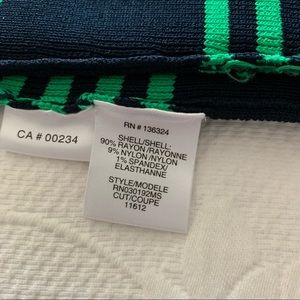 CA # 00234
RN # 136324
SHELL/SHELL:
90% RAYON/RAYONNE
9% NYLON/NYLON
1% SPANDEX/
ELASTHANNE
STYLE/MODELE
RN030192MS
CUT/COUPE
11612